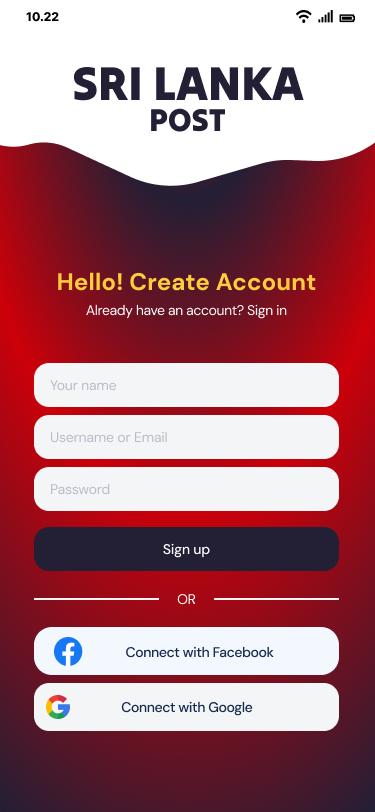 10.22
SRI LANKA
POST
Hello! Create Account
Already have an account? Sign in
Your name
Username or Email
Password
Sign up
OR
Connect with Facebook
Connect with Google